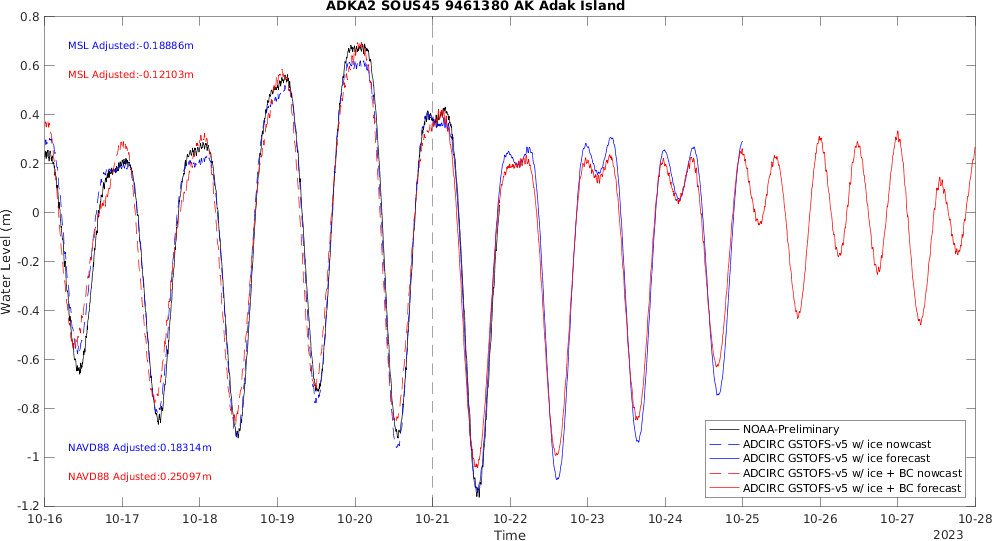 ADKA2 SOUS45 9461380 AK Adak Island
MSL Adjusted:-0.18886m
MSL Adjusted:-0.12103m
NAVD88 Adjusted:0.18314m
NAVD88 Adjusted:0.25097m
Water Level (m)
0.8
0.6
0.4
0.2
0
-0.2
-0.4
-0.6
-0.8
-1
-1.2
NOAA-Preliminary
ADCIRC GSTOFS-v5 w/ ice nowcast
ADCIRC GSTOFS-v5 w/ ice forecast
ADCIRC GSTOFS-v5 w/ ice + BC nowcast
ADCIRC GSTOFS-v5 w/ ice + BC forecast
10-16 10-17 10-18 10-19 10-20 10-21 10-22 10-23 10-24 10-25 10-26 10-27 10-28
Time
2023